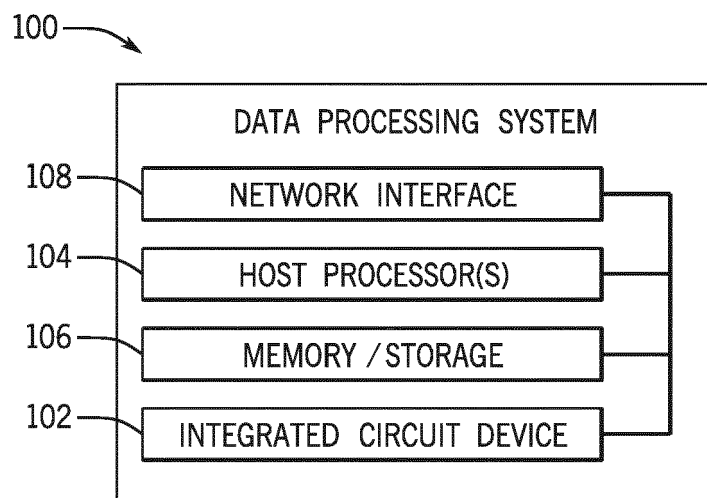 100
DATA PROCESSING SYSTEM
108 NETWORK INTERFACE
104 HOST PROCESSOR(S)
106 MEMORY / STORAGE
102 INTEGRATED CIRCUIT DEVICE